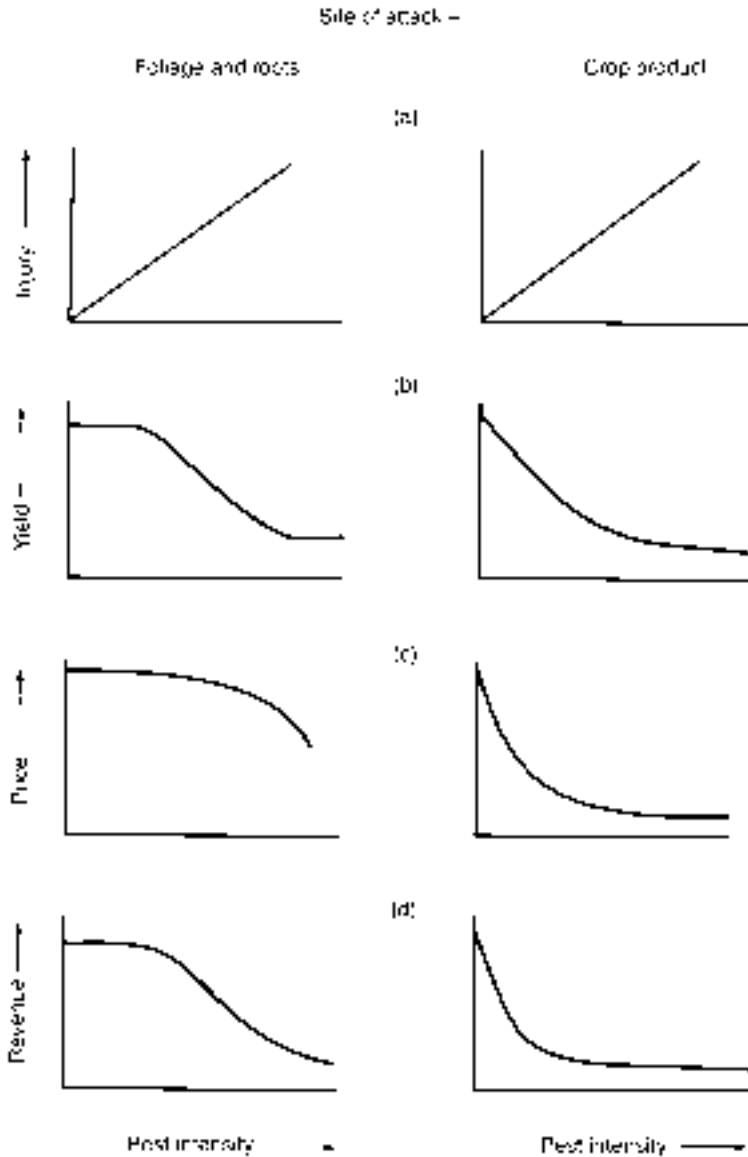 Site of attack –
Foliage and roots
Crop product
(a)
Injury
(b)
Yield –
(c)
Price
(d)
Revenue
Pest intensity
Pest intensity